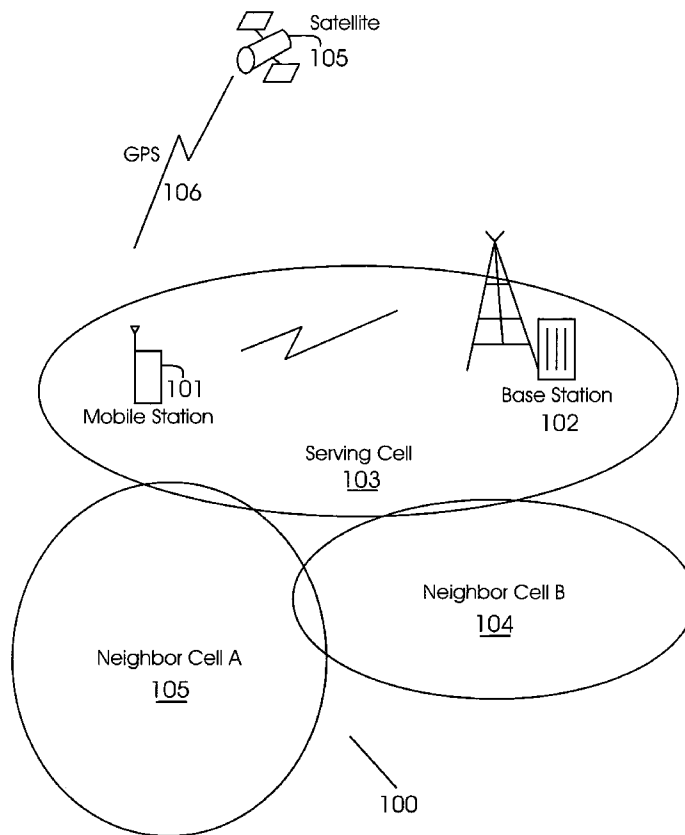 Satellite
105
GPS
106
101
Mobile Station
Base Station
102
Serving Cell
103
Neighbor Cell B
104
Neighbor Cell A
105
100